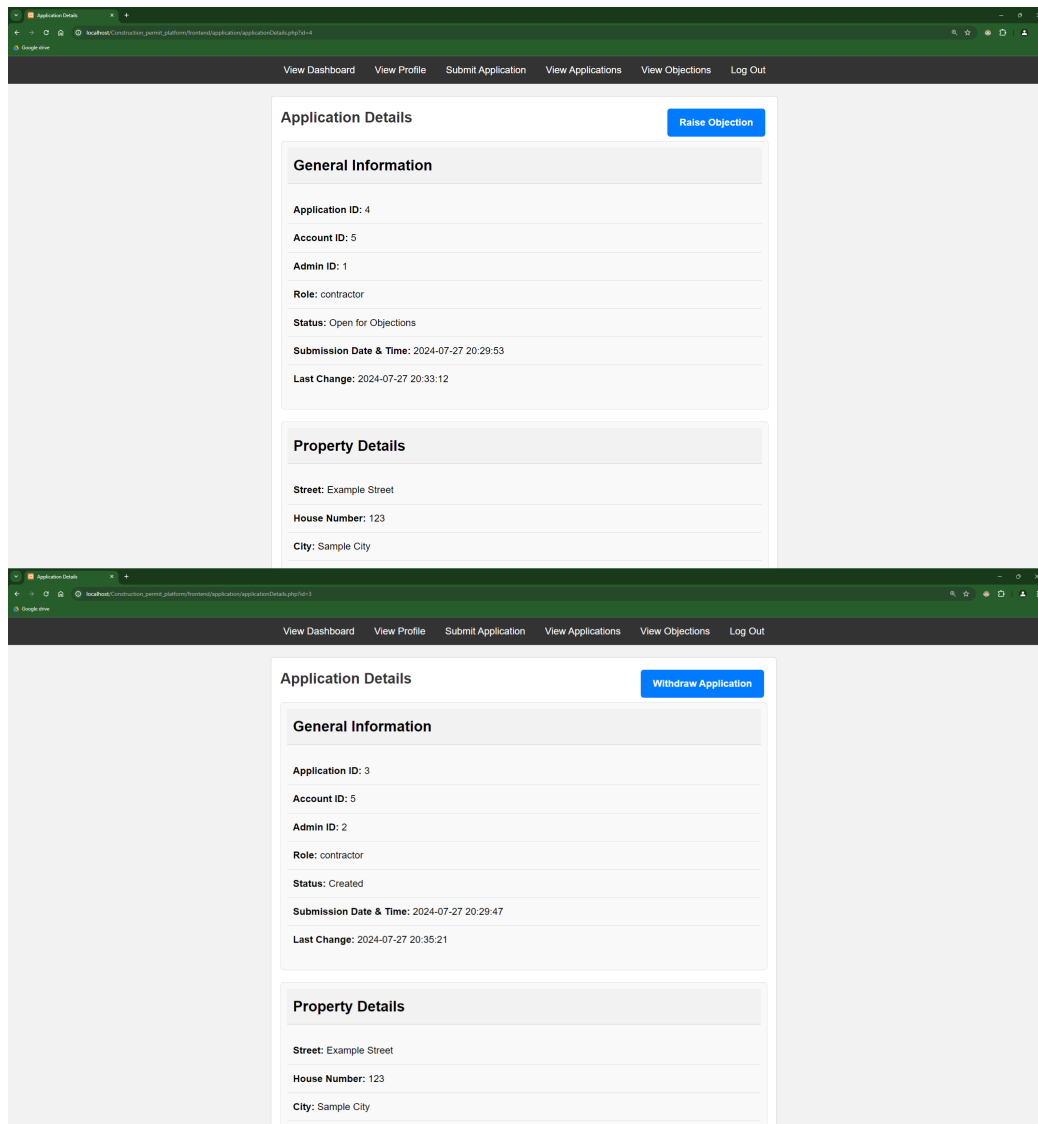 Application Details
localhost/Construction_permit_platform/frontend/application/applicationDetails.php?id=4
Google drive
View Dashboard View Profile Submit Application View Applications View Objections Log Out
Application Details Raise Objection
General Information
Application ID: 4
Account ID: 5
Admin ID: 1
Role: contractor
Status: Open for Objections
Submission Date & Time: 2024-07-27 20:29:53
Last Change: 2024-07-27 20:33:12
Property Details
Street: Example Street
House Number: 123
City: Sample City
Application Details
localhost/Construction_permit_platform/frontend/application/applicationDetails.php?id=3
Google drive
View Dashboard View Profile Submit Application View Applications View Objections Log Out
Application Details Withdraw Application
General Information
Application ID: 3
Account ID: 5
Admin ID: 2
Role: contractor
Status: Created
Submission Date & Time: 2024-07-27 20:29:47
Last Change: 2024-07-27 20:35:21
Property Details
Street: Example Street
House Number: 123
City: Sample City